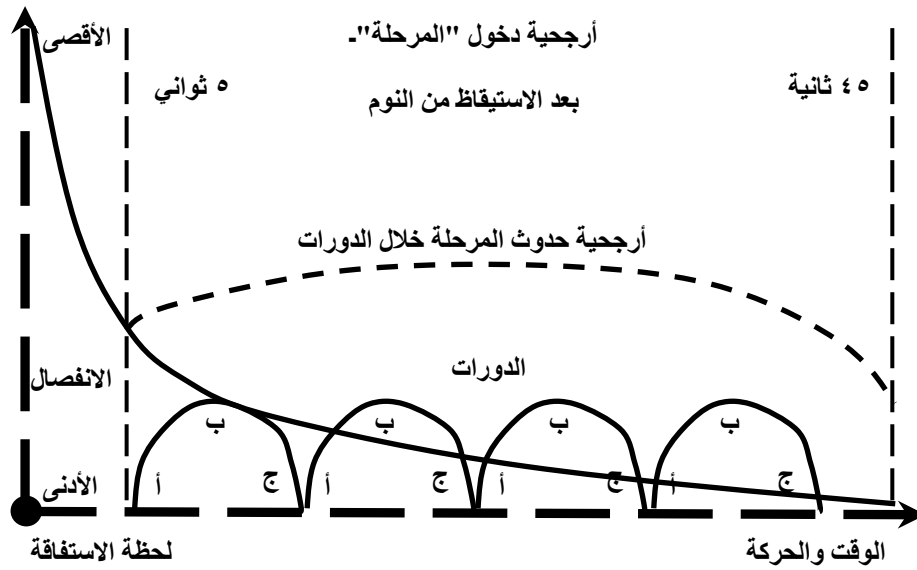 أرجحية دخول "المرحلة"ـ
بعد الاستيقاظ من النوم
الأقصى
٥ ثواني
٤٥ ثانية
أرجحية حدوث المرحلة خلال الدورات
الدورات
الانفصال
الأدنى
أ
ب
ج
أ
ب
ج
أ
ب
ج
أ
ب
ج
لحظة الاستفاقة
الوقت والحركة